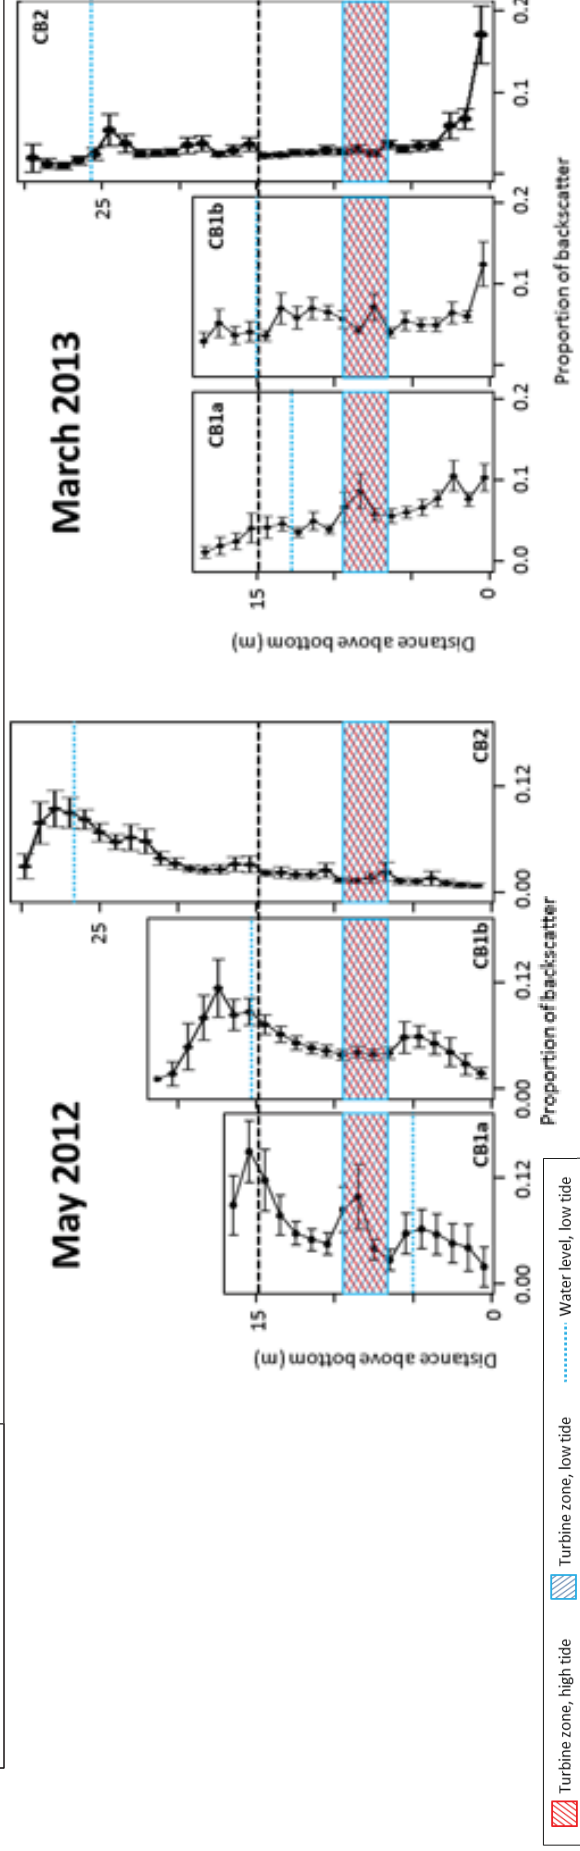 May 2012
March 2013
CB2
25
25
CB1a
CB1b
15
15
Distance above bottom (m)
Distance above bottom (m)
CB1a
CB1b
CB2
0
0
0.00 0.12 0.00 0.12 0.00 0.12
0.0 0.1 0.2 0.1 0.2 0.1 0.2
Proportion of backscatter
Proportion of backscatter
Turbine zone, high tide
Turbine zone, low tide
Water level, low tide